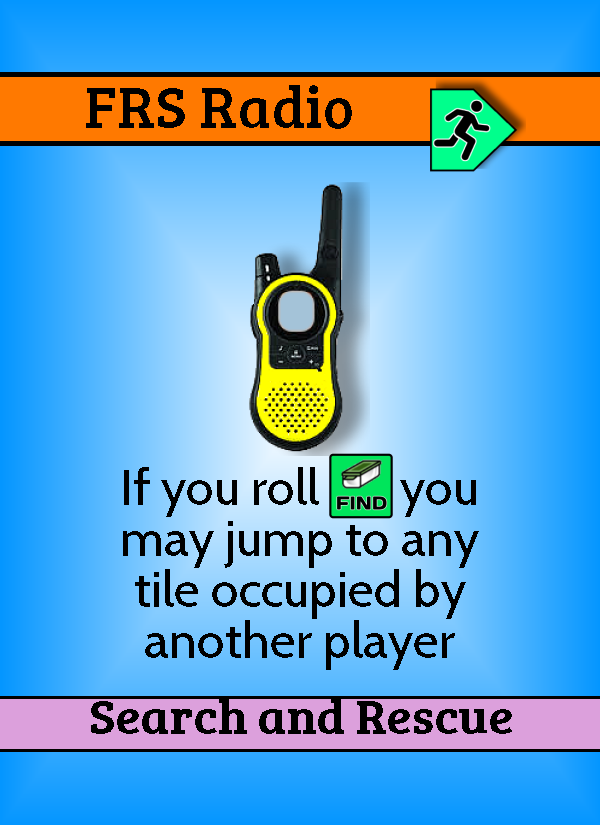 FRS Radio
If you roll FIND you
may jump to any
tile occupied by
another player
Search and Rescue